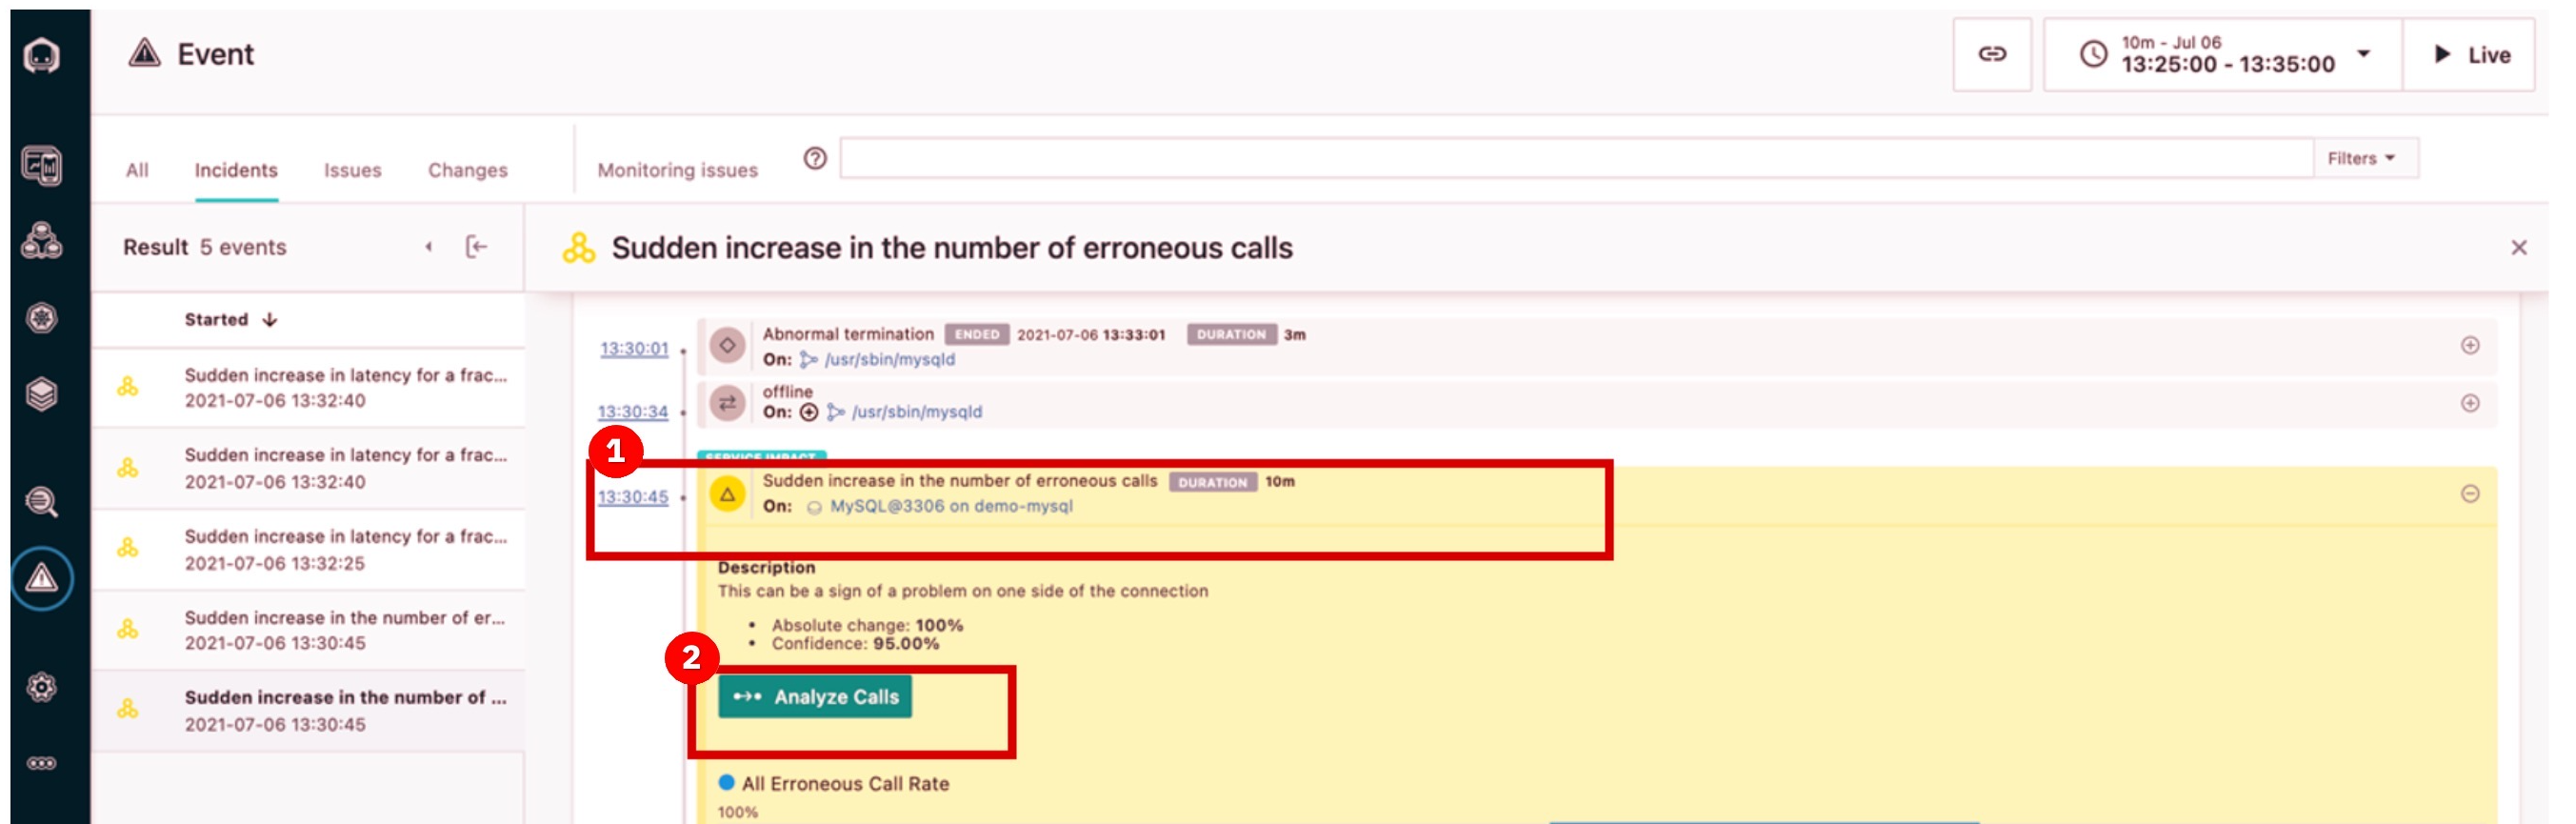 Event
10m - Jul 06
13:25:00 - 13:35:00
Live
All
Incidents
Issues
Changes
Monitoring issues
?
Filters
Result 5 events
Sudden increase in the number of erroneous calls
Started
Sudden increase in latency for a frac...
2021-07-06 13:32:40
Sudden increase in latency for a frac...
2021-07-06 13:32:40
Sudden increase in latency for a frac...
2021-07-06 13:32:25
Sudden increase in the number of er...
2021-07-06 13:30:45
Sudden increase in the number of ...
2021-07-06 13:30:45
13:30:01
Abnormal termination ENDED 2021-07-06 13:33:01 DURATION 3m
On: /usr/sbin/mysqld
13:30:34
offline
On: /usr/sbin/mysqld
1
SERVICE IMPACT
13:30:45
Sudden increase in the number of erroneous calls DURATION 10m
On: MySQL@3306 on demo-mysql
Description
This can be a sign of a problem on one side of the connection
• Absolute change: 100%
• Confidence: 95.00%
2
Analyze Calls
All Erroneous Call Rate
100%